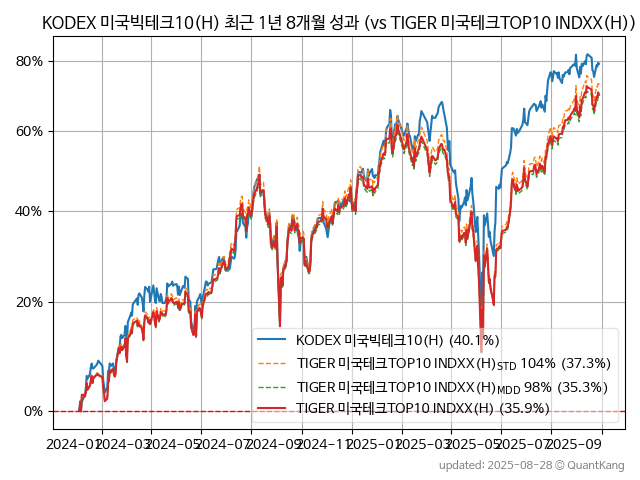 KODEX 미국빅테크10(H) 최근 1년 8개월 성과 (vs TIGER 미국테크TOP10 INDXX(H))
80%
60%
40%
20%
0%
KODEX 미국빅테크10(H) (40.1%)
TIGER 미국테크TOP10 INDXX(H)STD 104% (37.3%)
TIGER 미국테크TOP10 INDXX(H)MDD 98% (35.3%)
TIGER 미국테크TOP10 INDXX(H) (35.9%)
2024-01 2024-03 2024-05 2024-07 2024-09 2024-11 2025-01 2025-03 2025-05 2025-07 2025-09
updated: 2025-08-28 © QuantKang